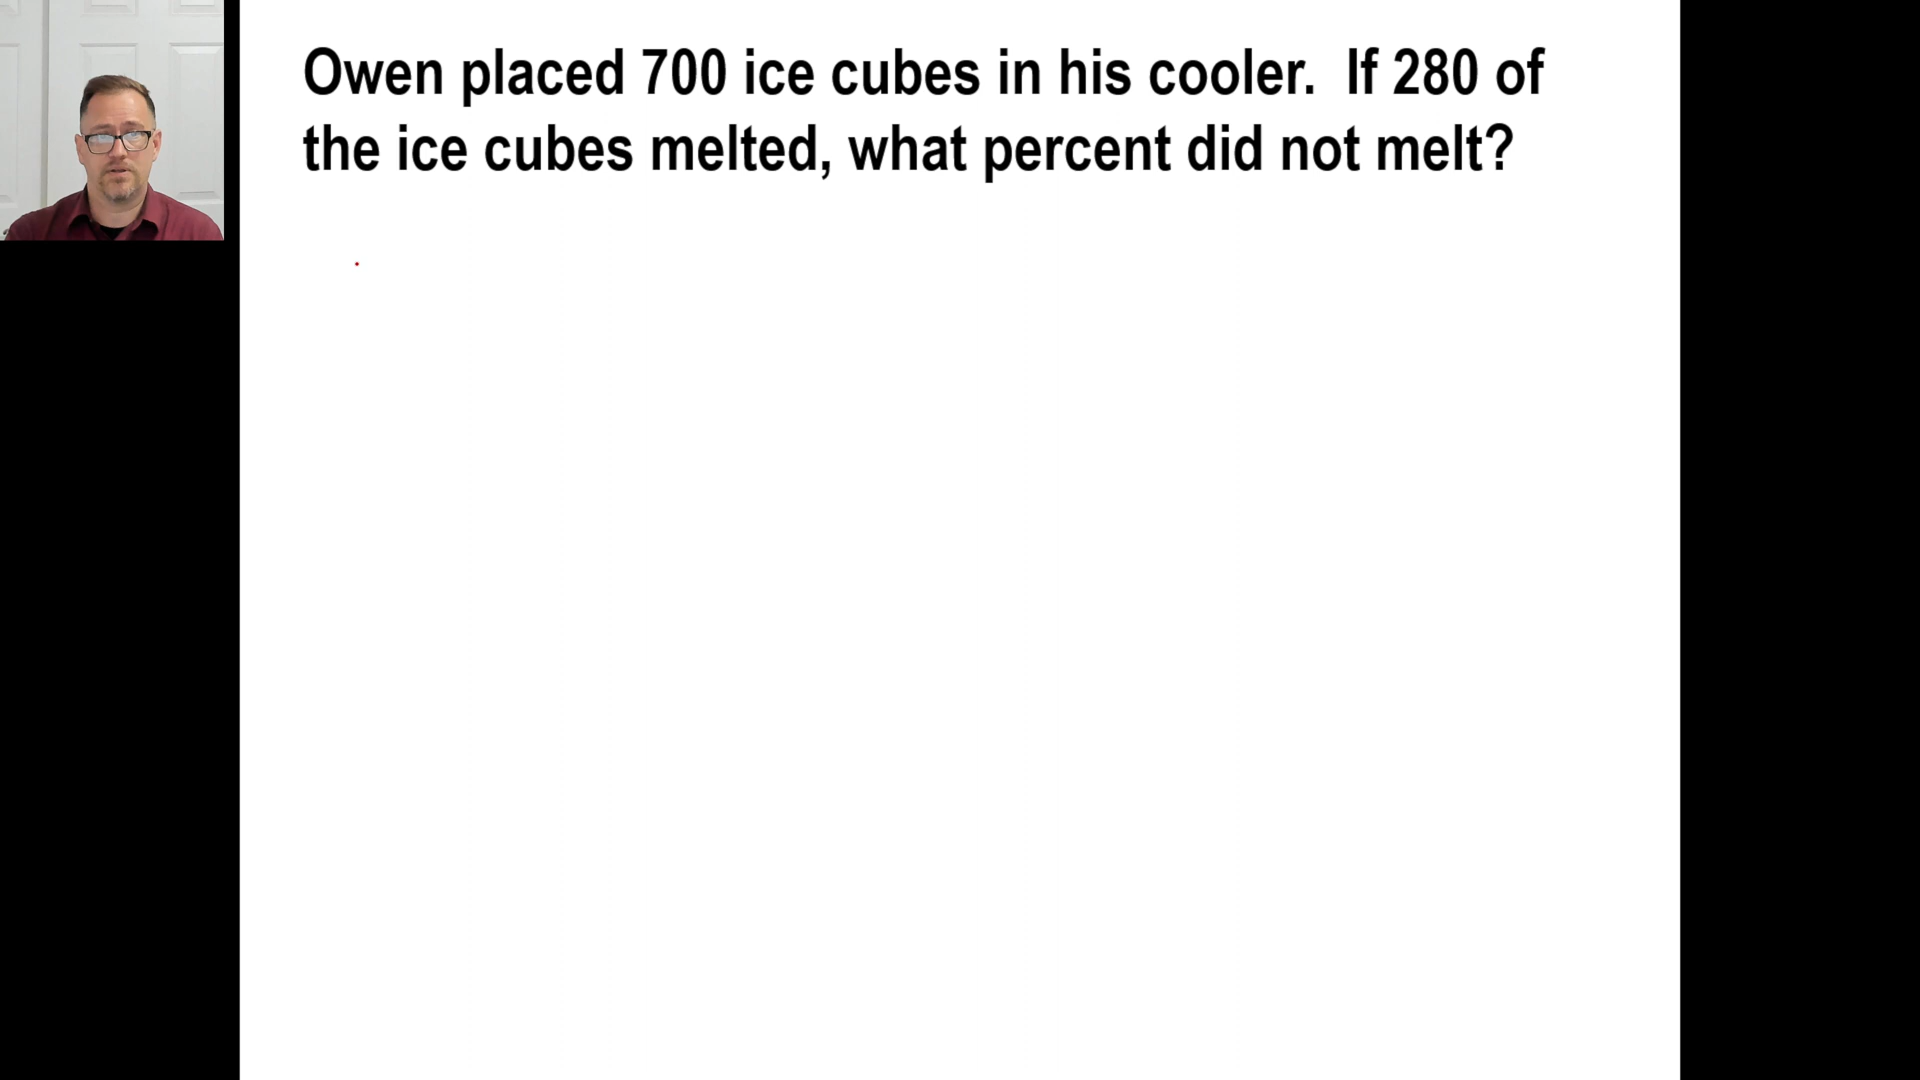 Owen placed 700 ice cubes in his cooler.  If 280 of
the ice cubes melted, what percent did not melt?